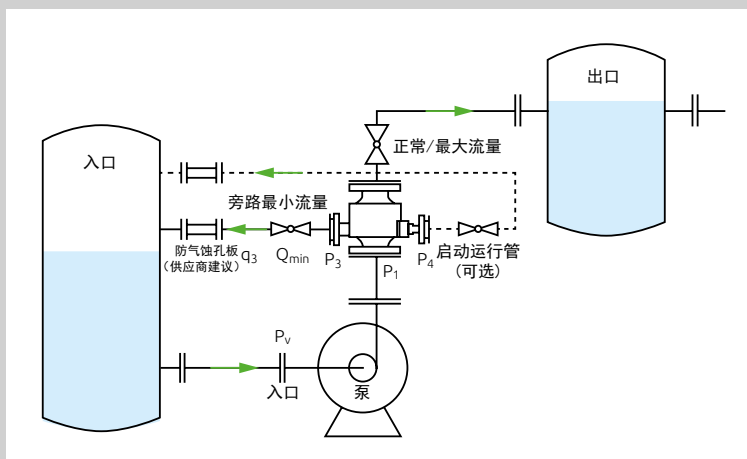 出口
正常/最大流量
入口
旁路最小流量
防气蚀孔板
(供应商建议)
q3
Qmin
P3
P1
P4
启动运行管
(可选)
Pv
入口
泵